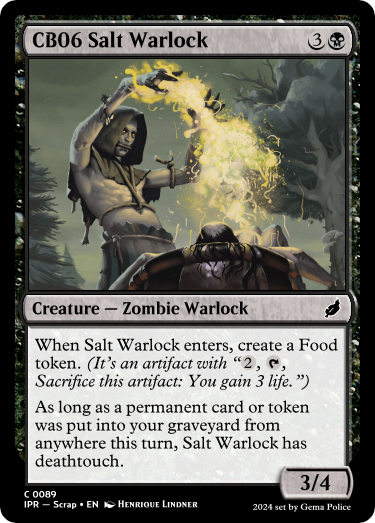 CB06 Salt Warlock 3
Creature — Zombie Warlock
When Salt Warlock enters, create a Food
token. (It's an artifact with “2, ,
Sacrifice this artifact: You gain 3 life.”)
As long as a permanent card or token
was put into your graveyard from
anywhere this turn, Salt Warlock has
deathtouch.
3/4
C 0089
IPR — Scrap • EN Henrique Lindner
2024 set by Gema Police